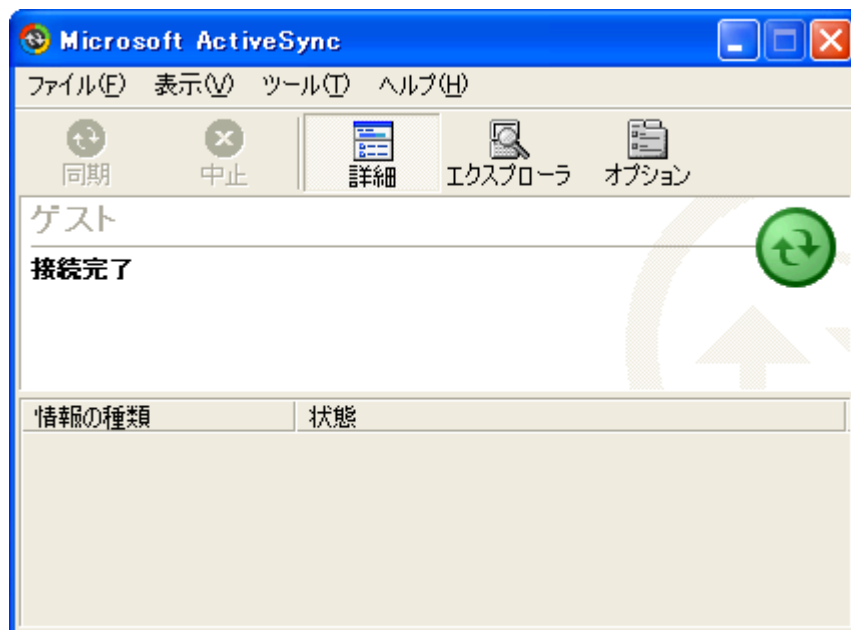 Microsoft ActiveSync
ファイル(F) 表示(V) ツール(T) ヘルプ(H)
同期 中止 詳細 エクスプローラ オプション
ゲスト
接続完了
情報の種類 状態